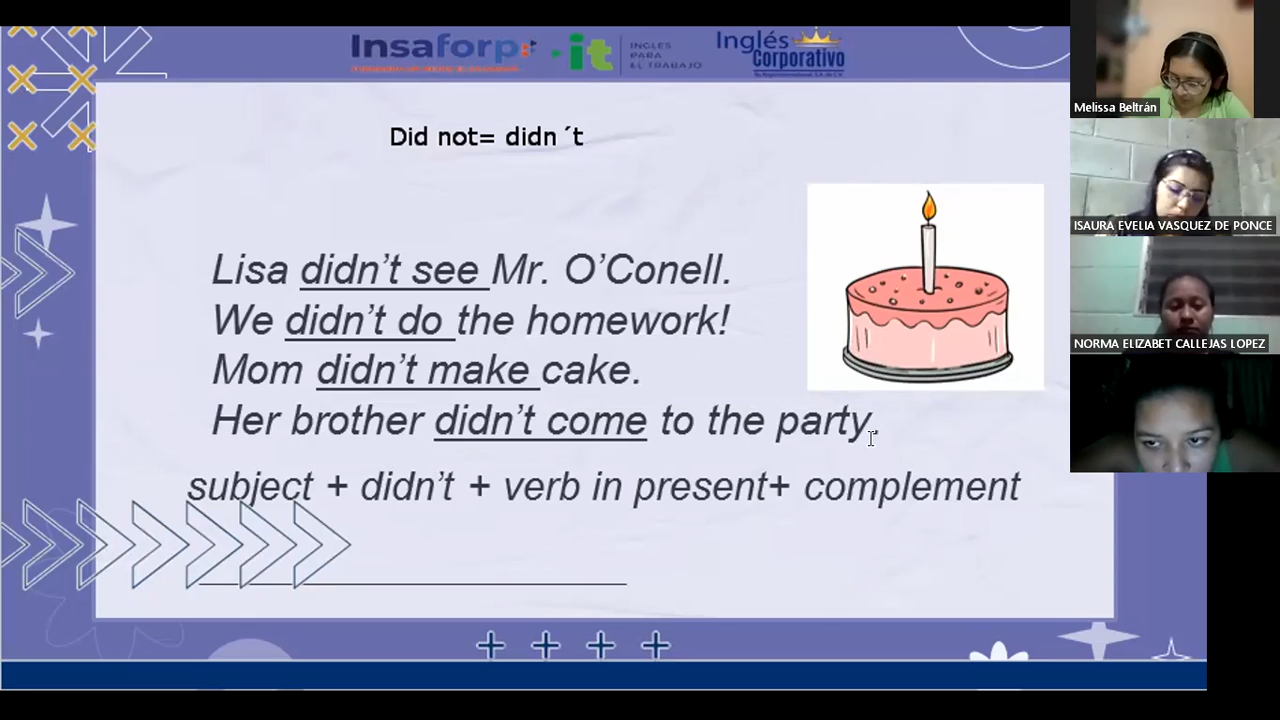 Insaforp
it
INGLÉS
PARA
EL TRABAJO
Inglés
Corporativo
Did not= didn´t
Lisa didn’t see Mr. O’Conell.
We didn’t do the homework!
Mom didn’t make cake.
Her brother didn’t come to the party.
subject + didn’t + verb in present+ complement
Melissa Beltrán
ISAURA EVELIA VASQUEZ DE PONCE
NORMA ELIZABET CALLEJAS LOPEZ